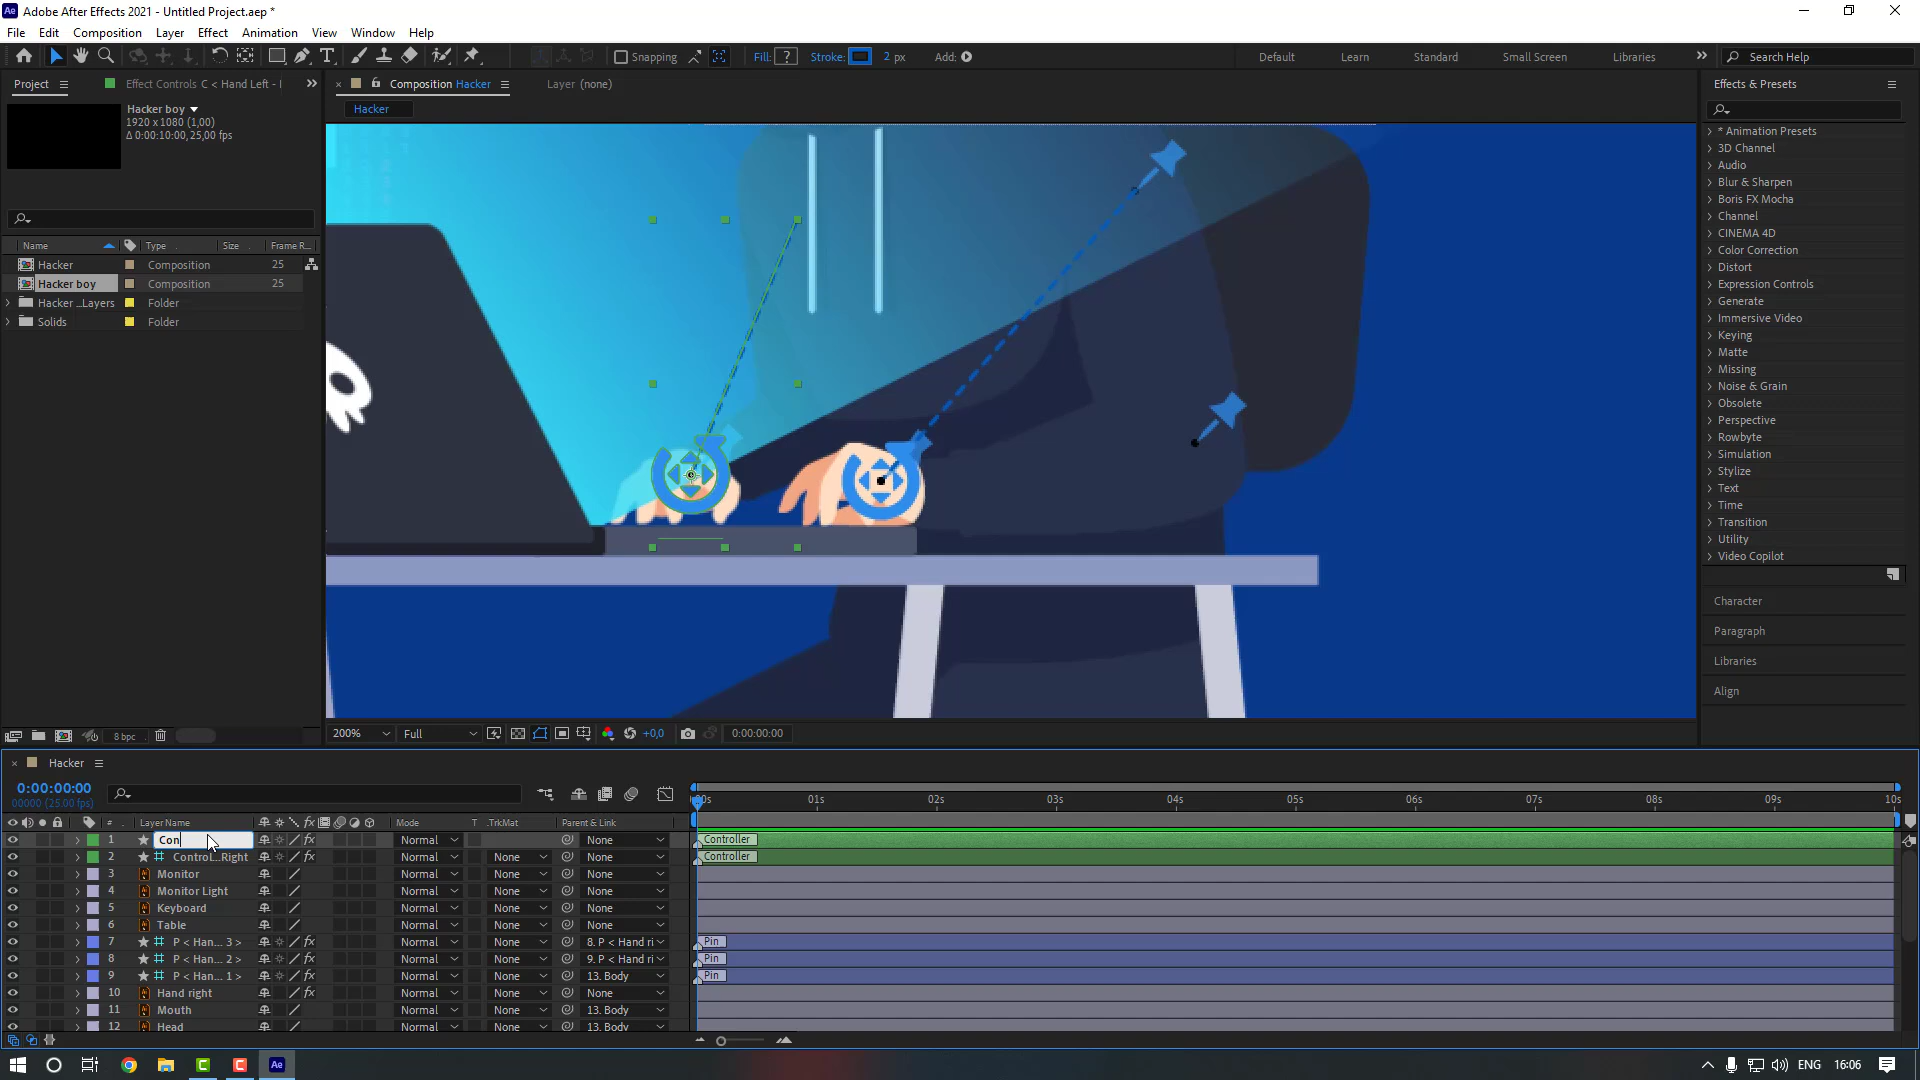 Adobe After Effects 2021 - Untitled Project.aep *
File Edit Composition Layer Effect Animation View Window Help
Snapping Fill: ? Stroke: 2 px Add: Default Learn Standard Small Screen Libraries Search Help
Project Effect Controls C < Hand Left - I Composition Hacker Layer (none) Effects & Presets
Hacker boy
1920 x 1080 (1,00)
Δ 0:00:10:00, 25,00 fps
Hacker
Name Type Size Frame R...
Hacker Composition 25
Hacker boy Composition 25
Hacker _Layers Folder
Solids Folder
* Animation Presets
3D Channel
Audio
Blur & Sharpen
Boris FX Mocha
Channel
CINEMA 4D
Color Correction
Distort
Expression Controls
Generate
Immersive Video
Keying
Matte
Missing
Noise & Grain
Obsolete
Perspective
Rowbyte
Simulation
Stylize
Text
Time
Transition
Utility
Video Copilot
Character
Paragraph
Libraries
Align
8 bpc 200% Full +0,0 0:00:00:00
Hacker
0:00:00:00
00000 (25.00 fps)
00s 01s 02s 03s 04s 05s 06s 07s 08s 09s 10s
# Layer Name Mode T .TrkMat Parent & Link
1 Con Normal None Controller
2 Control...Right Normal None None Controller
3 Monitor Normal None None
4 Monitor Light Normal None None
5 Keyboard Normal None None
6 Table Normal None None
7 P < Han... 3 > Normal None 8. P < Hand ri Pin
8 P < Han... 2 > Normal None 9. P < Hand ri Pin
9 P < Han... 1 > Normal None 13. Body Pin
10 Hand right Normal None None
11 Mouth Normal None 13. Body
12 Head Normal None 13. Body
ENG 16:06